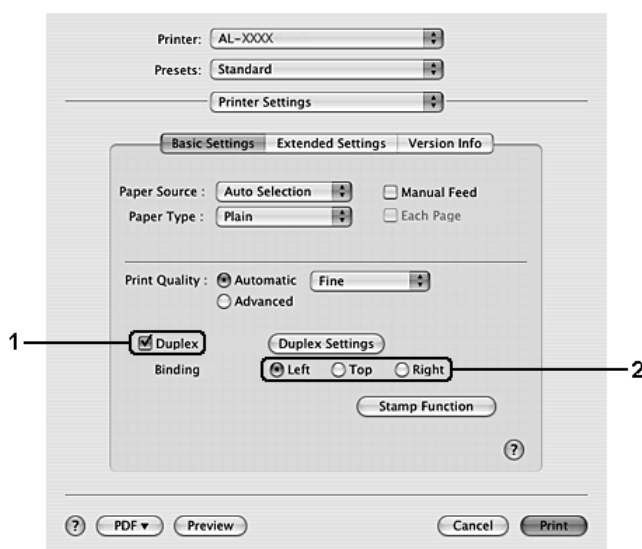 Printer: AL-XXXX
Presets: Standard
Printer Settings
Basic Settings Extended Settings Version Info
Paper Source : Auto Selection Manual Feed
Paper Type : Plain Each Page
Print Quality : Automatic Fine
Advanced
1 Duplex Duplex Settings
Binding Left Top Right 2
Stamp Function
?
? PDF ▾ Preview Cancel Print